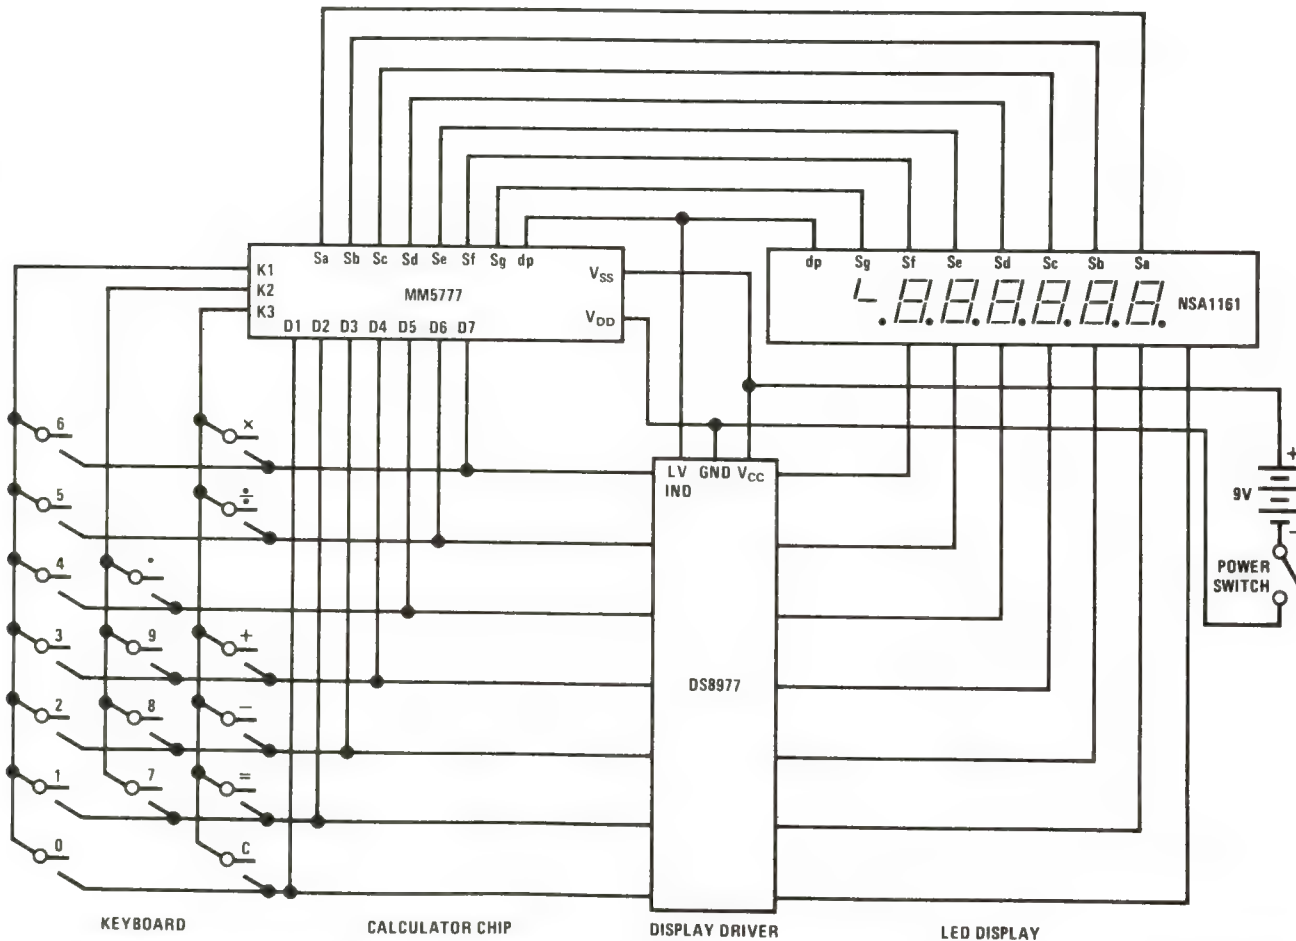 Sa Sb Sc Sd Se Sf Sg dp
K1
K2
K3
MM5777
VSS
VDD
D1 D2 D3 D4 D5 D6 D7
dp Sg Sf Se Sd Sc Sb Sa
NSA1161
6
×
5
÷
4
.
3
9
+
2
8
−
1
7
=
0
C
LV GND VCC
IND
DS8977
+
9V
−
POWER
SWITCH
KEYBOARD CALCULATOR CHIP DISPLAY DRIVER LED DISPLAY